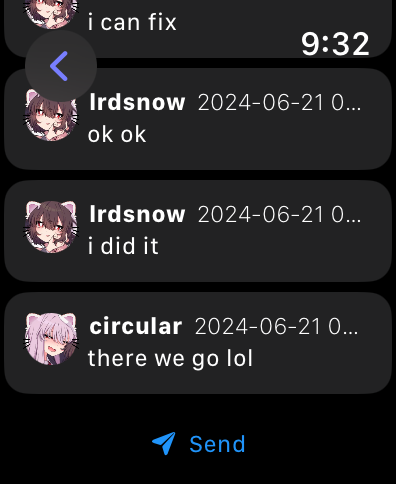 i can fix
9:32
lrdsnow 2024-06-21 0...
ok ok
lrdsnow 2024-06-21 0...
i did it
circular 2024-06-21 0...
there we go lol
Send